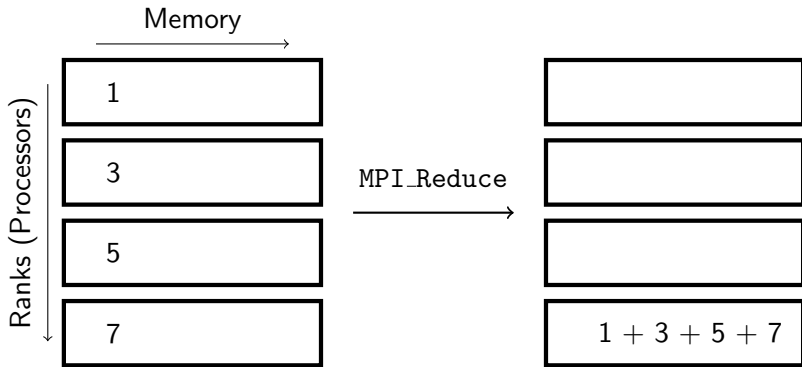 Memory
Ranks (Processors)
1
3
5
7
MPI_Reduce
1 + 3 + 5 + 7